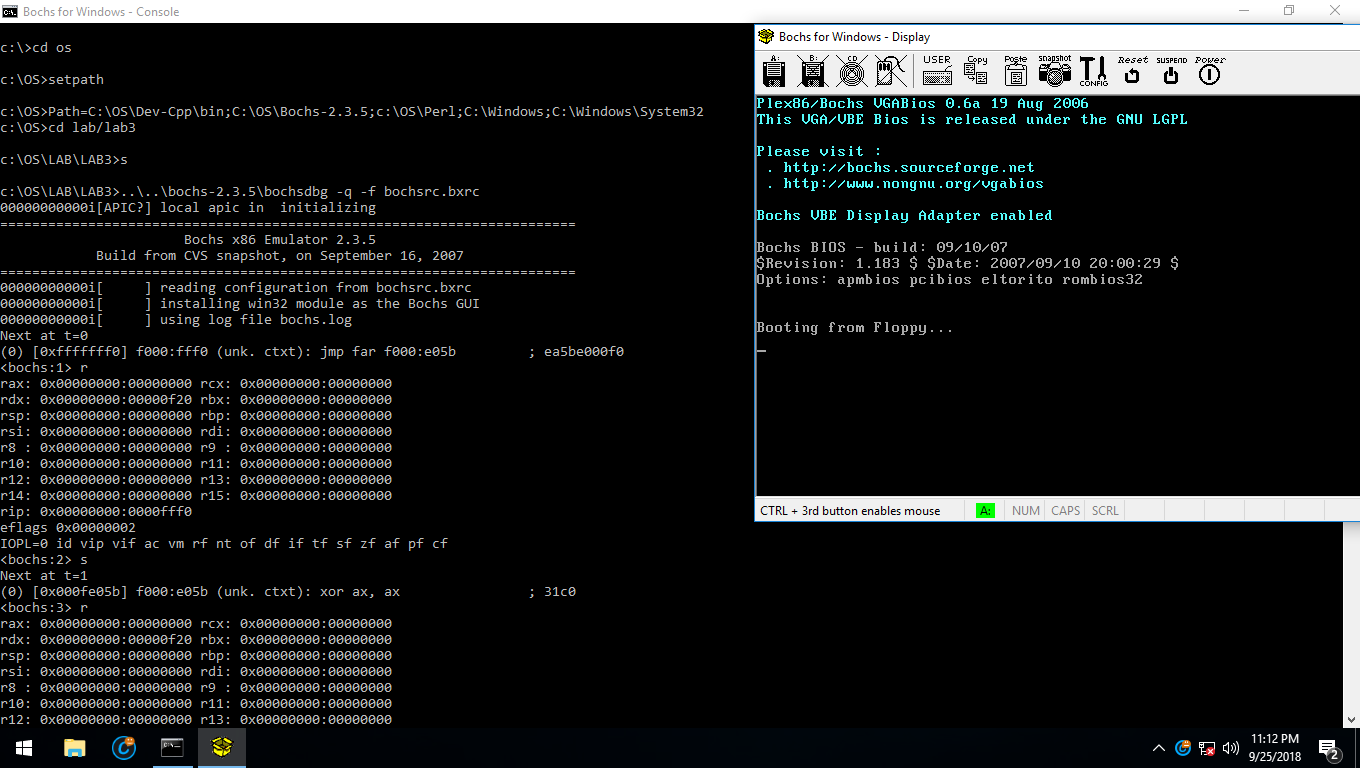 Bochs for Windows - Console
c:\>cd os
c:\OS>setpath
c:\OS>Path=C:\OS\Dev-Cpp\bin;C:\OS\Bochs-2.3.5;c:\OS\Perl;C:\Windows;C:\Windows\System32
c:\OS>cd lab/lab3
c:\OS\LAB\LAB3>s
c:\OS\LAB\LAB3>..\..\bochs-2.3.5\bochsdbg -q -f bochsrc.bxrc
00000000000i[APIC?] local apic in  initializing
========================================================================
Bochs x86 Emulator 2.3.5
Build from CVS snapshot, on September 16, 2007
========================================================================
00000000000i[     ] reading configuration from bochsrc.bxrc
00000000000i[     ] installing win32 module as the Bochs GUI
00000000000i[     ] using log file bochs.log
Next at t=0
(0) [0xfffffff0] f000:fff0 (unk. ctxt): jmp far f000:e05b         ; ea5be000f0
<bochs:1> r
rax: 0x00000000:00000000 rcx: 0x00000000:00000000
rdx: 0x00000000:00000f20 rbx: 0x00000000:00000000
rsp: 0x00000000:00000000 rbp: 0x00000000:00000000
rsi: 0x00000000:00000000 rdi: 0x00000000:00000000
r8 : 0x00000000:00000000 r9 : 0x00000000:00000000
r10: 0x00000000:00000000 r11: 0x00000000:00000000
r12: 0x00000000:00000000 r13: 0x00000000:00000000
r14: 0x00000000:00000000 r15: 0x00000000:00000000
rip: 0x00000000:0000fff0
eflags 0x00000002
IOPL=0 id vip vif ac vm rf nt of df if tf sf zf af pf cf
<bochs:2> s
Next at t=1
(0) [0x000fe05b] f000:e05b (unk. ctxt): xor ax, ax                ; 31c0
<bochs:3> r
rax: 0x00000000:00000000 rcx: 0x00000000:00000000
rdx: 0x00000000:00000f20 rbx: 0x00000000:00000000
rsp: 0x00000000:00000000 rbp: 0x00000000:00000000
rsi: 0x00000000:00000000 rdi: 0x00000000:00000000
r8 : 0x00000000:00000000 r9 : 0x00000000:00000000
r10: 0x00000000:00000000 r11: 0x00000000:00000000
r12: 0x00000000:00000000 r13: 0x00000000:00000000
Bochs for Windows - Display
A: B: CD USER Copy Paste snapshot CONFIG Reset SUSPEND Power
Plex86/Bochs VGABios 0.6a 19 Aug 2006
This VGA/VBE Bios is released under the GNU LGPL
Please visit :
. http://bochs.sourceforge.net
. http://www.nongnu.org/vgabios
Bochs VBE Display Adapter enabled
Bochs BIOS - build: 09/10/07
$Revision: 1.183 $ $Date: 2007/09/10 20:00:29 $
Options: apmbios pcibios eltorito rombios32
Booting from Floppy...
CTRL + 3rd button enables mouse A: NUM CAPS SCRL
11:12 PM
9/25/2018
2